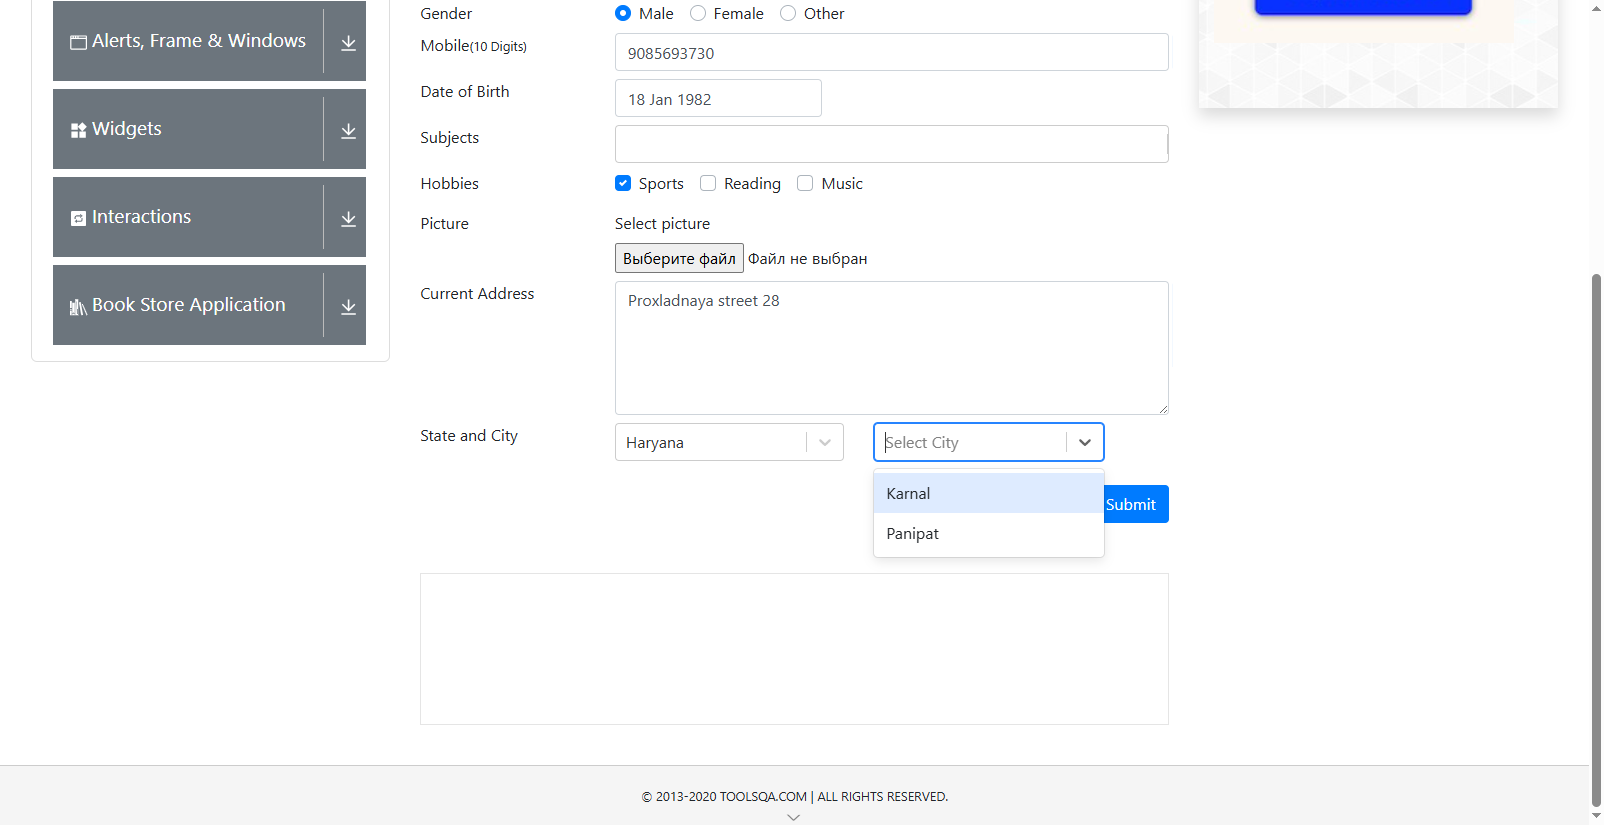 Alerts, Frame & Windows
Widgets
Interactions
Book Store Application
Gender
Male Female Other
Mobile(10 Digits)
9085693730
Date of Birth
18 Jan 1982
Subjects
Hobbies
Sports Reading Music
Picture
Select picture
Выберите файл Файл не выбран
Current Address
Proxladnaya street 28
State and City
Haryana
Select City
Karnal
Panipat
Submit
© 2013-2020 TOOLSQA.COM | ALL RIGHTS RESERVED.